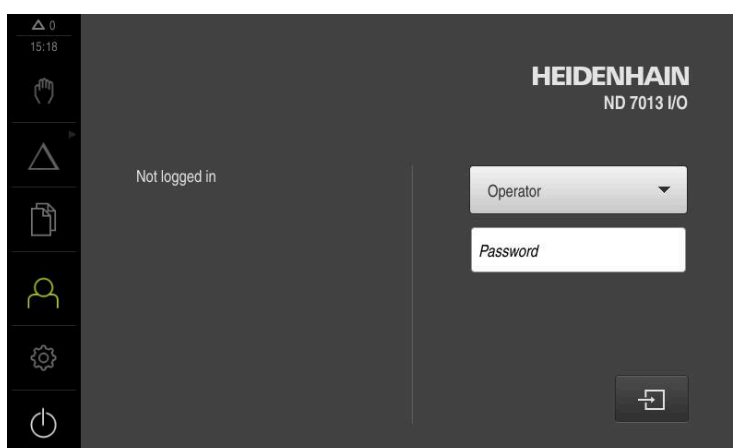 0
15:18
HEIDENHAIN
ND 7013 I/O
Not logged in
Operator
Password